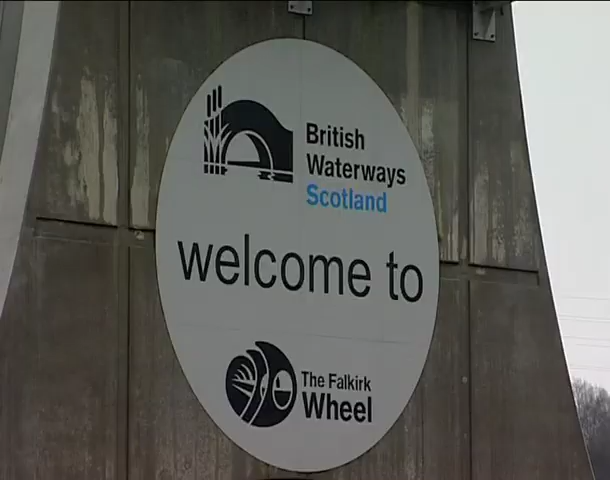 British
Waterways
Scotland
welcome to
The Falkirk
Wheel